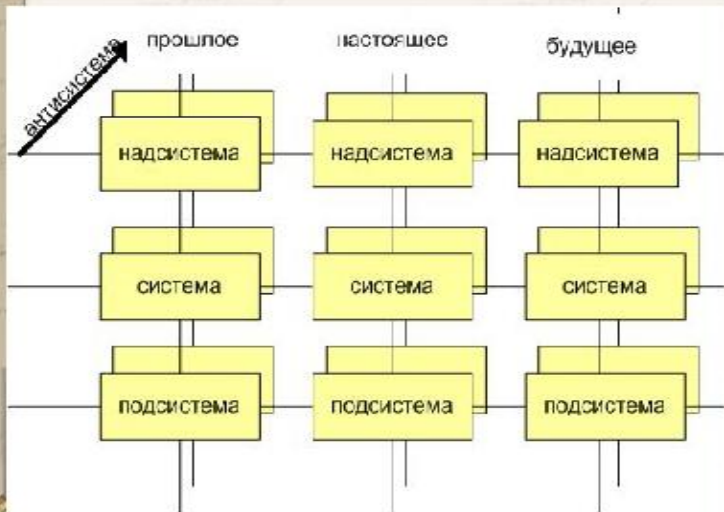 антисистема
прошлое настоящее будущее
надсистема надсистема надсистема
система система система
подсистема подсистема подсистема